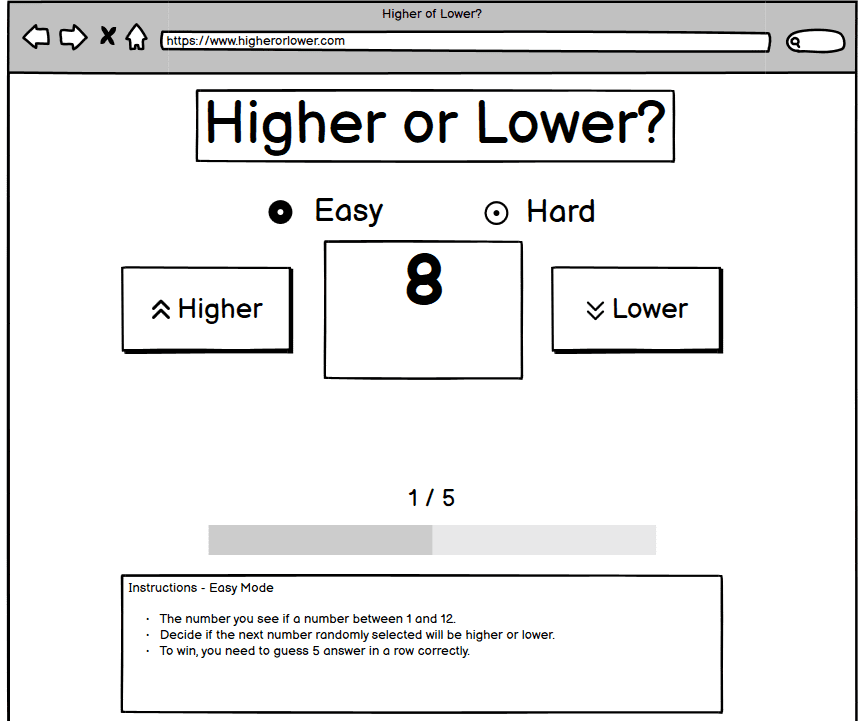 Higher of Lower?
https://www.higherorlower.com
Higher or Lower?
Easy Hard
8
Higher
Lower
1 / 5
Instructions - Easy Mode
· The number you see if a number between 1 and 12.
· Decide if the next number randomly selected will be higher or lower.
· To win, you need to guess 5 answer in a row correctly.